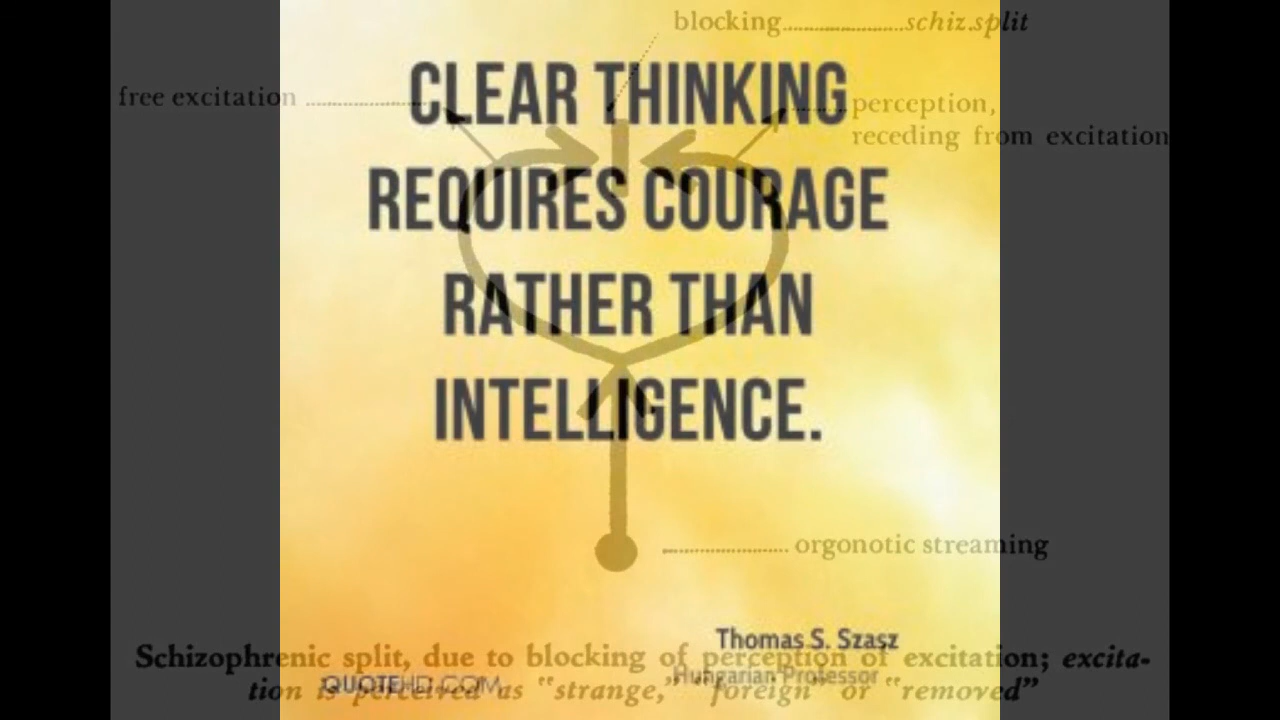 blocking....................schiz.split
free excitation ....................
CLEAR THINKING
perception,
receding from excitation
REQUIRES COURAGE
RATHER THAN
INTELLIGENCE.
.................... orgonotic streaming
Thomas S. Szasz
Hungarian Professor
Schizophrenic split, due to blocking of perception of excitation; excita-
tion is perceived as "strange," "foreign" or "removed"
QUOTEHD.COM